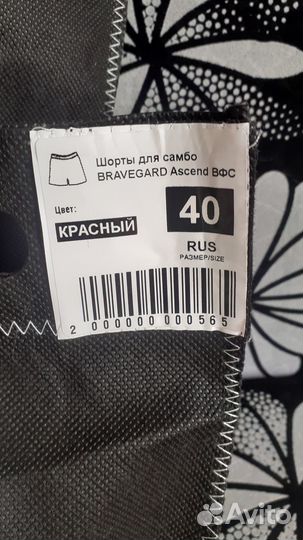 Шорты для самбо
BRAVEGARD Ascend ВФС
Цвет:
КРАСНЫЙ
40
RUS
РАЗМЕР/SIZE
2 000000 000565
Avito